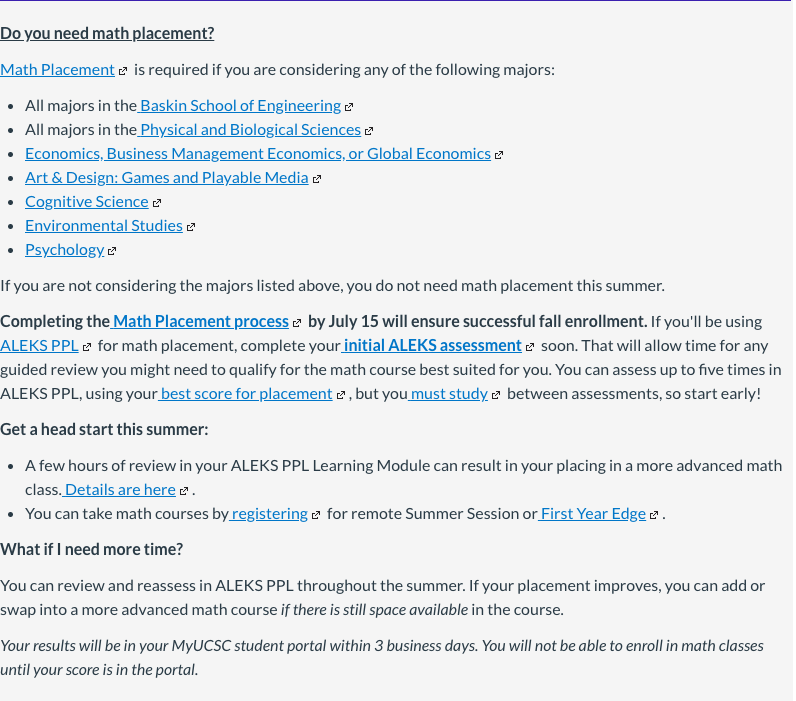 Do you need math placement?
Math Placement is required if you are considering any of the following majors:
• All majors in the Baskin School of Engineering
• All majors in the Physical and Biological Sciences
• Economics, Business Management Economics, or Global Economics
• Art & Design: Games and Playable Media
• Cognitive Science
• Environmental Studies
• Psychology
If you are not considering the majors listed above, you do not need math placement this summer.
Completing the Math Placement process by July 15 will ensure successful fall enrollment. If you'll be using
ALEKS PPL for math placement, complete your initial ALEKS assessment soon. That will allow time for any
guided review you might need to qualify for the math course best suited for you. You can assess up to five times in
ALEKS PPL, using your best score for placement , but you must study between assessments, so start early!
Get a head start this summer:
• A few hours of review in your ALEKS PPL Learning Module can result in your placing in a more advanced math
class. Details are here .
• You can take math courses by registering for remote Summer Session or First Year Edge .
What if I need more time?
You can review and reassess in ALEKS PPL throughout the summer. If your placement improves, you can add or
swap into a more advanced math course if there is still space available in the course.
Your results will be in your MyUCSC student portal within 3 business days. You will not be able to enroll in math classes
until your score is in the portal.